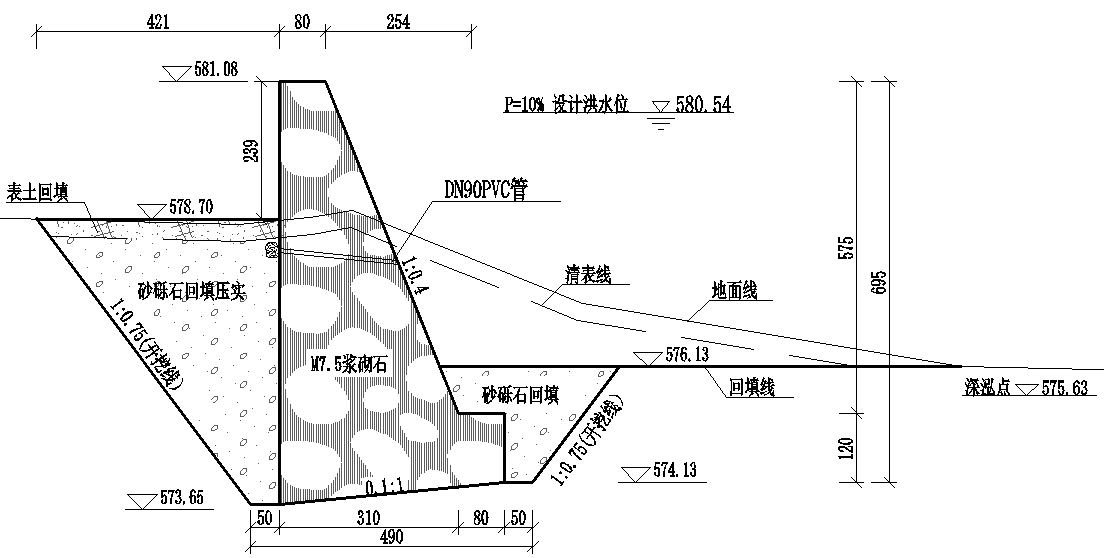 421
80
254
581.08
P=10% 设计洪水位
580.54
239
DN90PVC管
表土回填
578.70
575
695
1:0.4
清表线
地面线
砂砾石回填压实
1:0.75(开挖线)
M7.5浆砌石
576.13
砂砾石回填
回填线
深泓点
575.63
1:0.75(开挖线)
120
574.13
573.65
0.1:1
50
310
80
50
490